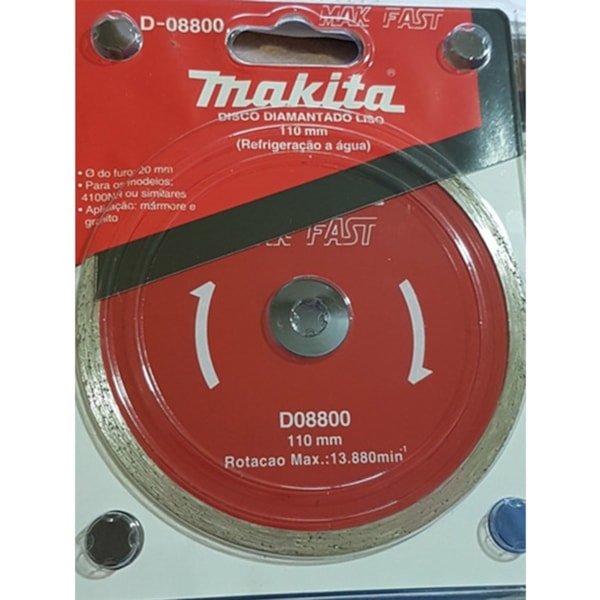 D-08800
MAK FAST
makita®
DISCO DIAMANTADO LISO
110 mm
(Refrigeração a água)
• Ø do furo: 20 mm
• Para os modelos:
4100NH ou similares
• Aplicação: mármore e
granito
MAK FAST
D08800
110 mm
Rotacao Max.:13.880min⁻¹